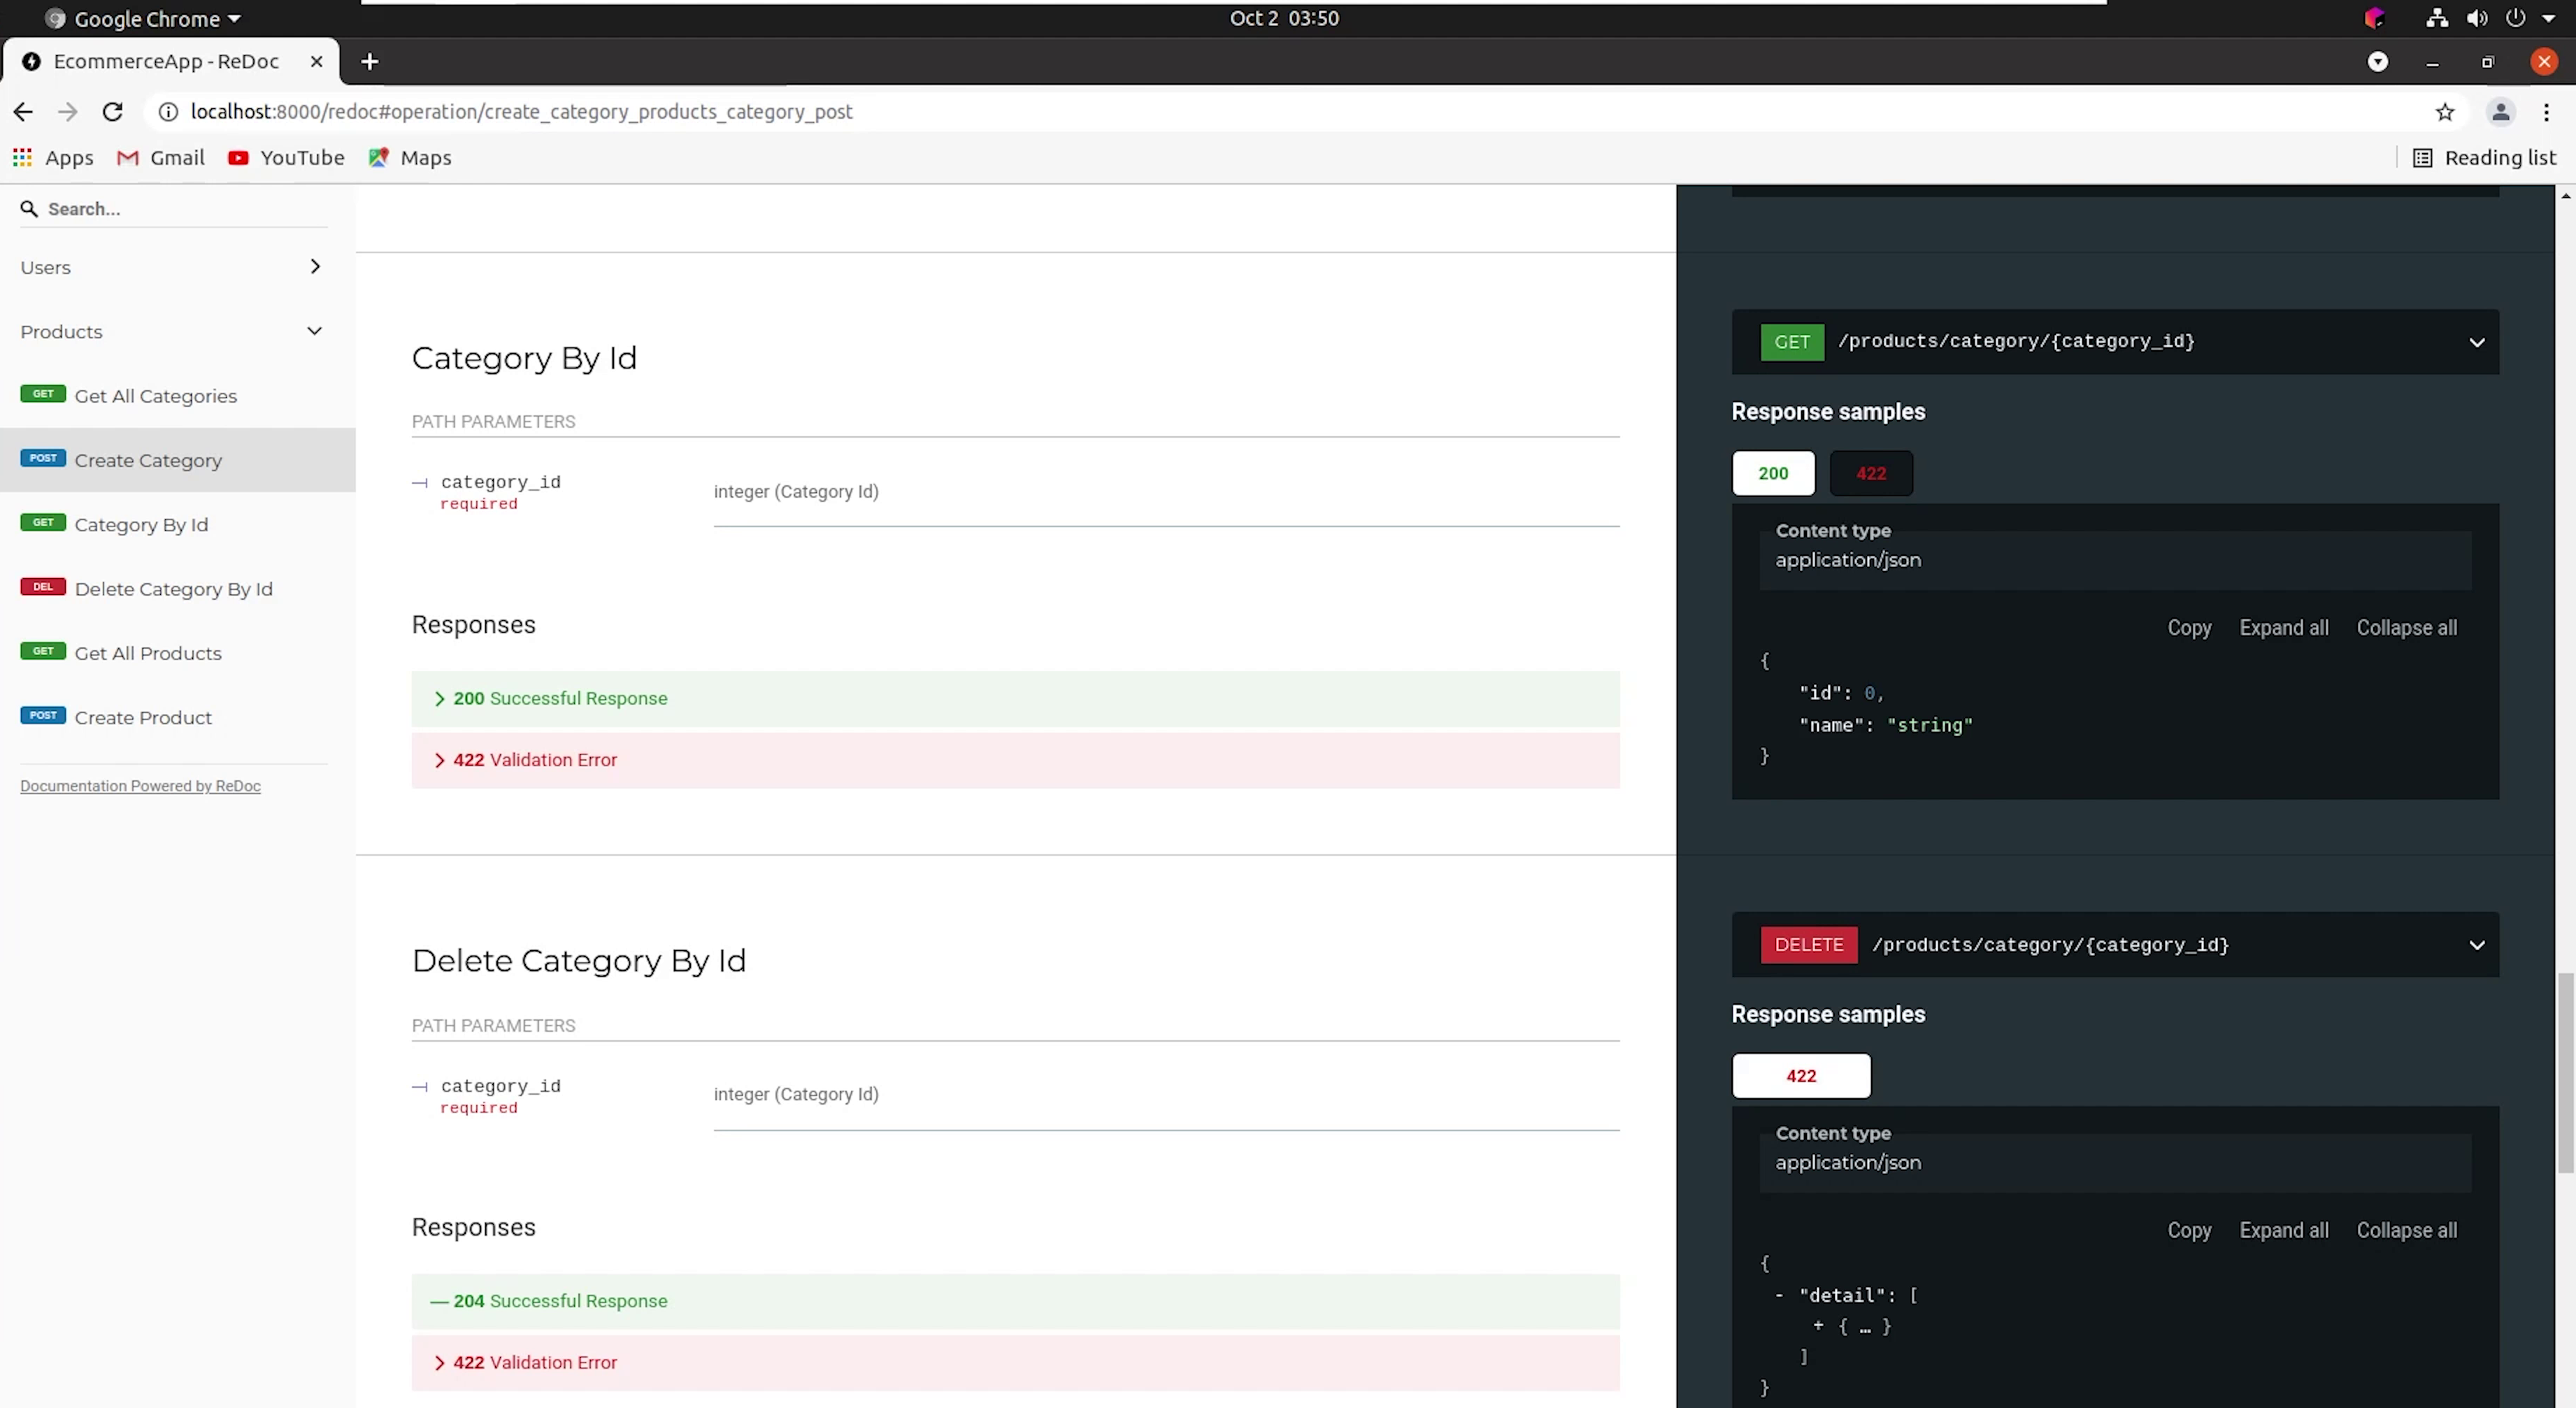 Google Chrome
Oct 2 03:50
EcommerceApp - ReDoc
localhost:8000/redoc#operation/create_category_products_category_post
Apps
Gmail
YouTube
Maps
Reading list
Search...
Users
Products
GET Get All Categories
POST Create Category
GET Category By Id
DEL Delete Category By Id
GET Get All Products
POST Create Product
Documentation Powered by ReDoc
Category By Id
PATH PARAMETERS
category_id
required
integer (Category Id)
Responses
200 Successful Response
422 Validation Error
GET /products/category/{category_id}
Response samples
200
422
Content type
application/json
Copy Expand all Collapse all
{
"id": 0,
"name": "string"
}
Delete Category By Id
PATH PARAMETERS
category_id
required
integer (Category Id)
Responses
— 204 Successful Response
422 Validation Error
DELETE /products/category/{category_id}
Response samples
422
Content type
application/json
Copy Expand all Collapse all
{
- "detail": [
+ { … }
]
}